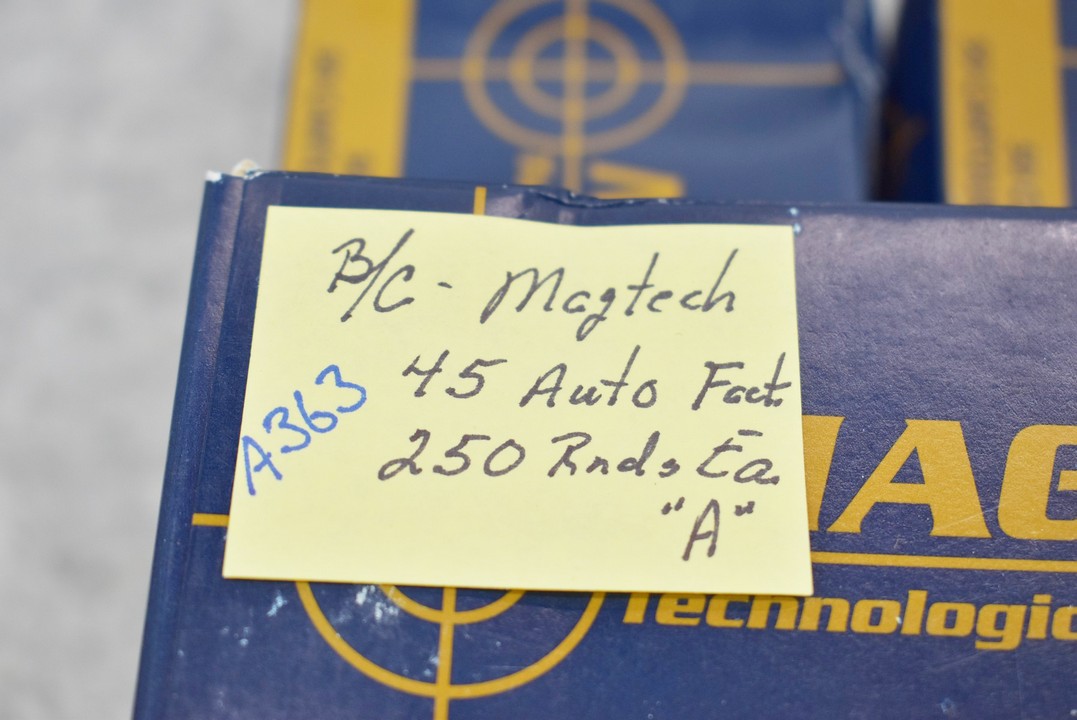 B/C - Magtech
45 Auto Fact.
250 Rnds. Ea.
"A"
A363
MAG
Technologic